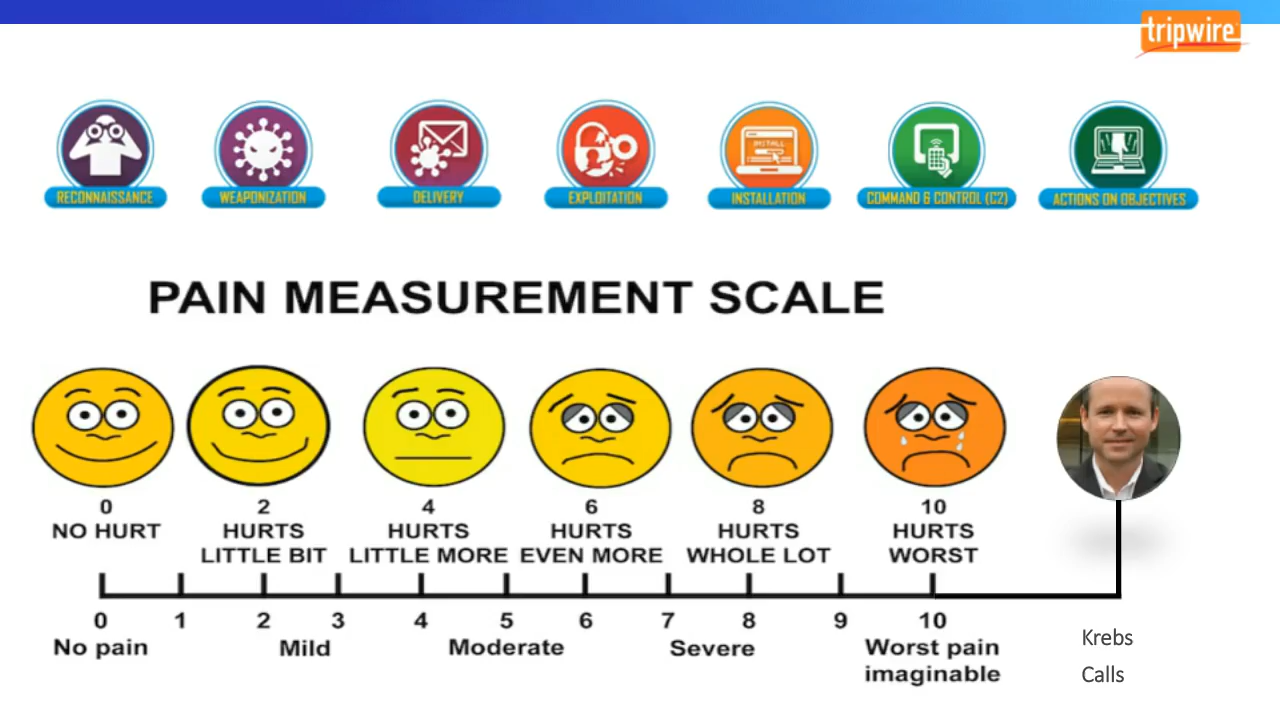 tripwire
RECONNAISSANCE
WEAPONIZATION
DELIVERY
EXPLOITATION
INSTALL
INSTALLATION
COMMAND & CONTROL (C2)
ACTIONS ON OBJECTIVES
PAIN MEASUREMENT SCALE
0
NO HURT
2
HURTS
LITTLE BIT
4
HURTS
LITTLE MORE
6
HURTS
EVEN MORE
8
HURTS
WHOLE LOT
10
HURTS
WORST
0 1 2 3 4 5 6 7 8 9 10
No pain
Mild
Moderate
Severe
Worst pain
imaginable
Krebs
Calls